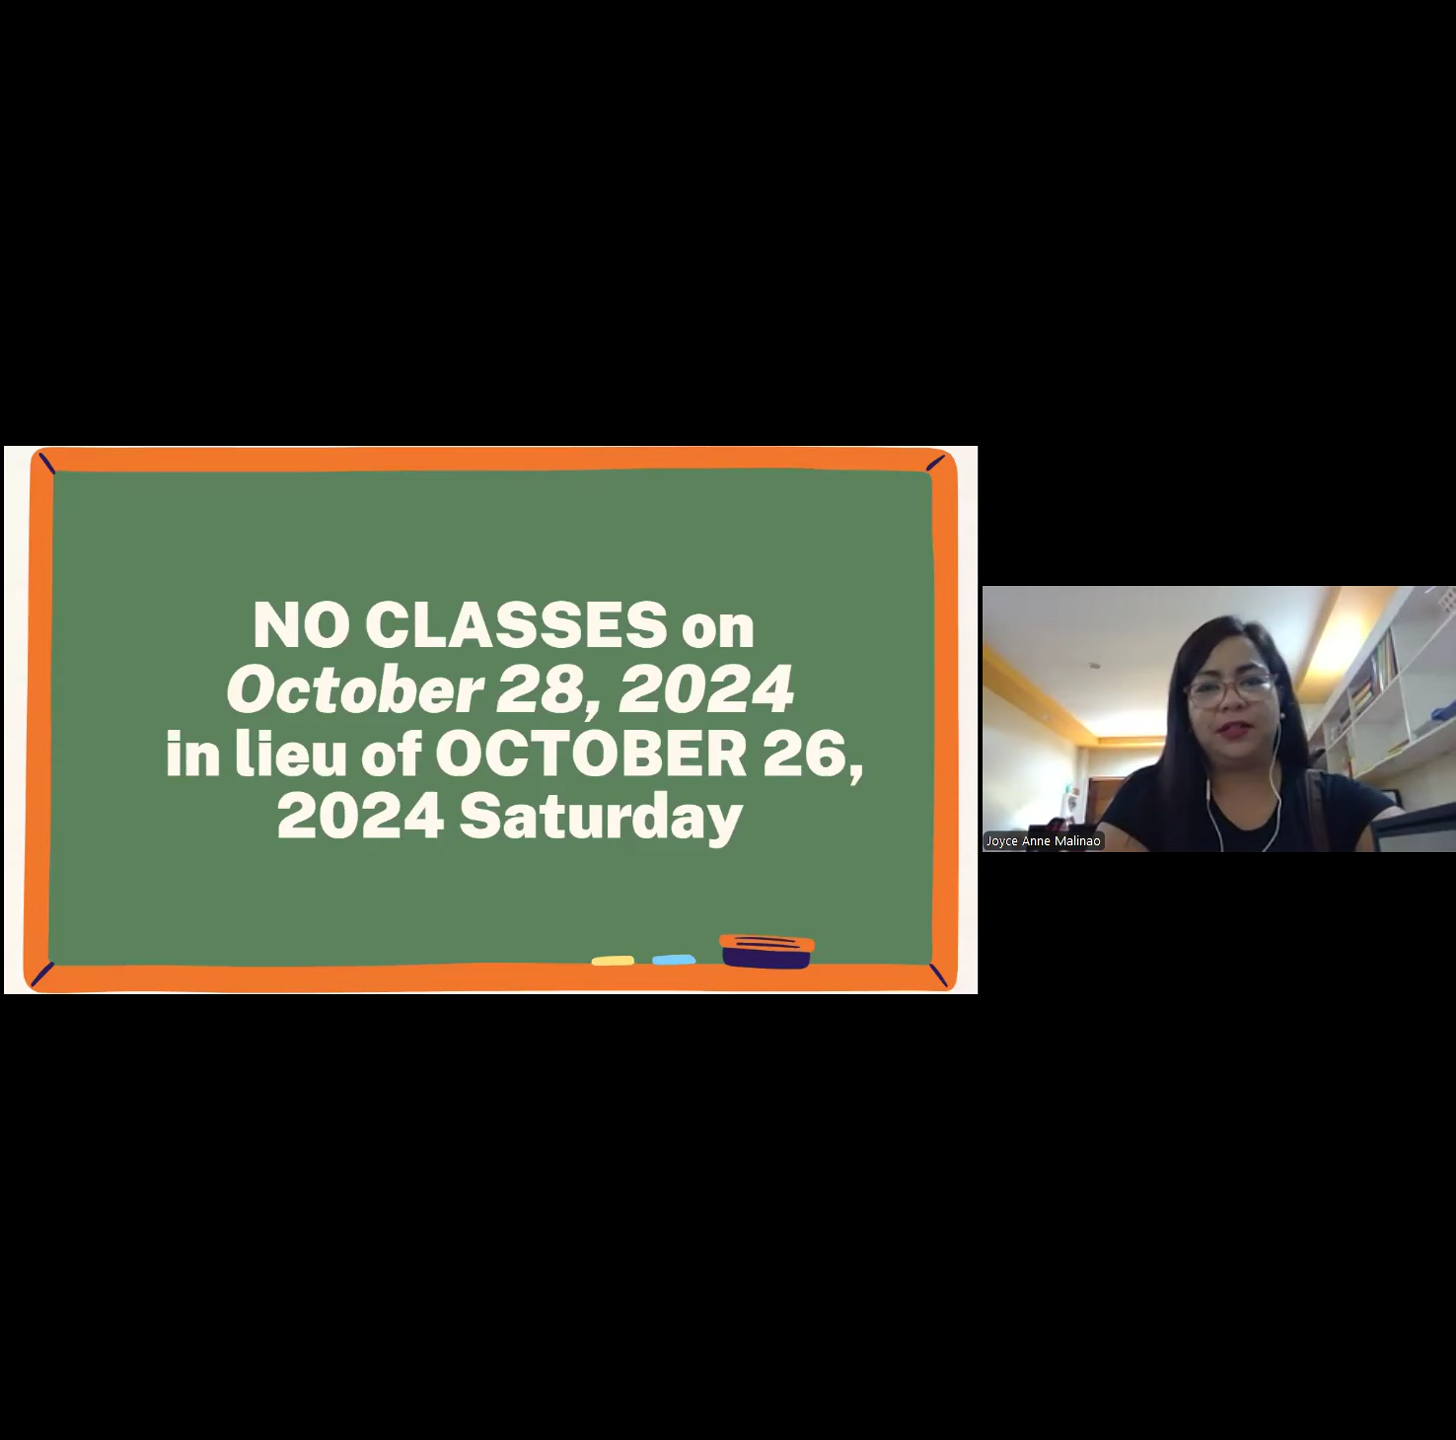 NO CLASSES on
October 28, 2024
in lieu of OCTOBER 26,
2024 Saturday
Joyce Anne Malinao